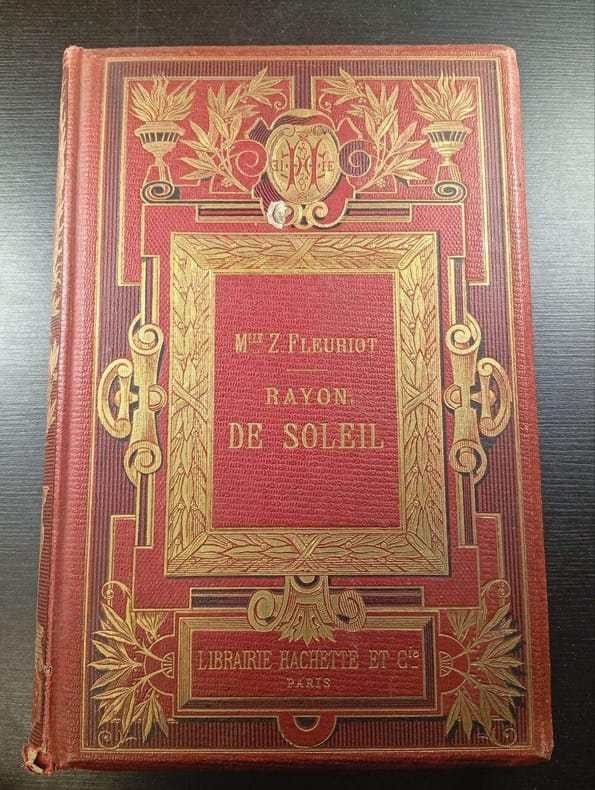 Mlle Z. Fleuriot
RAYON
DE SOLEIL
LIBRAIRIE HACHETTE ET Cie
PARIS